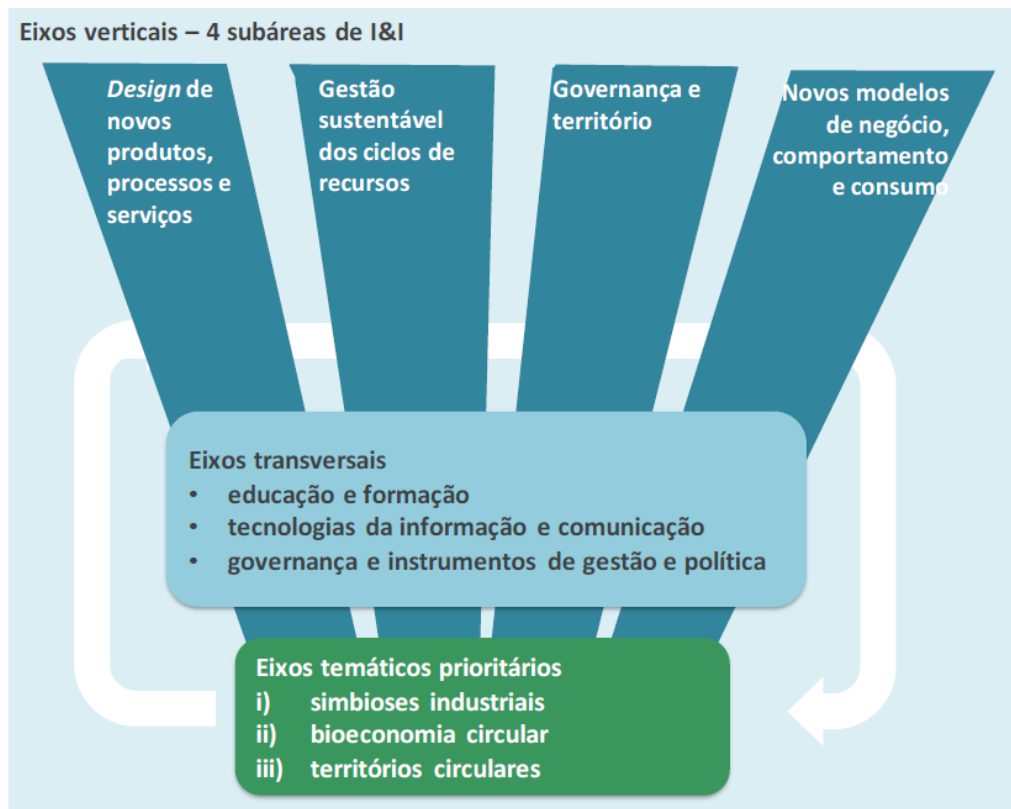 Eixos verticais – 4 subáreas de I&I
Design de
novos
produtos,
processos e
serviços
Gestão
sustentável
dos ciclos de
recursos
Governança e
território
Novos modelos
de negócio,
comportamento
e consumo
Eixos transversais
• educação e formação
• tecnologias da informação e comunicação
• governança e instrumentos de gestão e política
Eixos temáticos prioritários
i) simbioses industriais
ii) bioeconomia circular
iii) territórios circulares